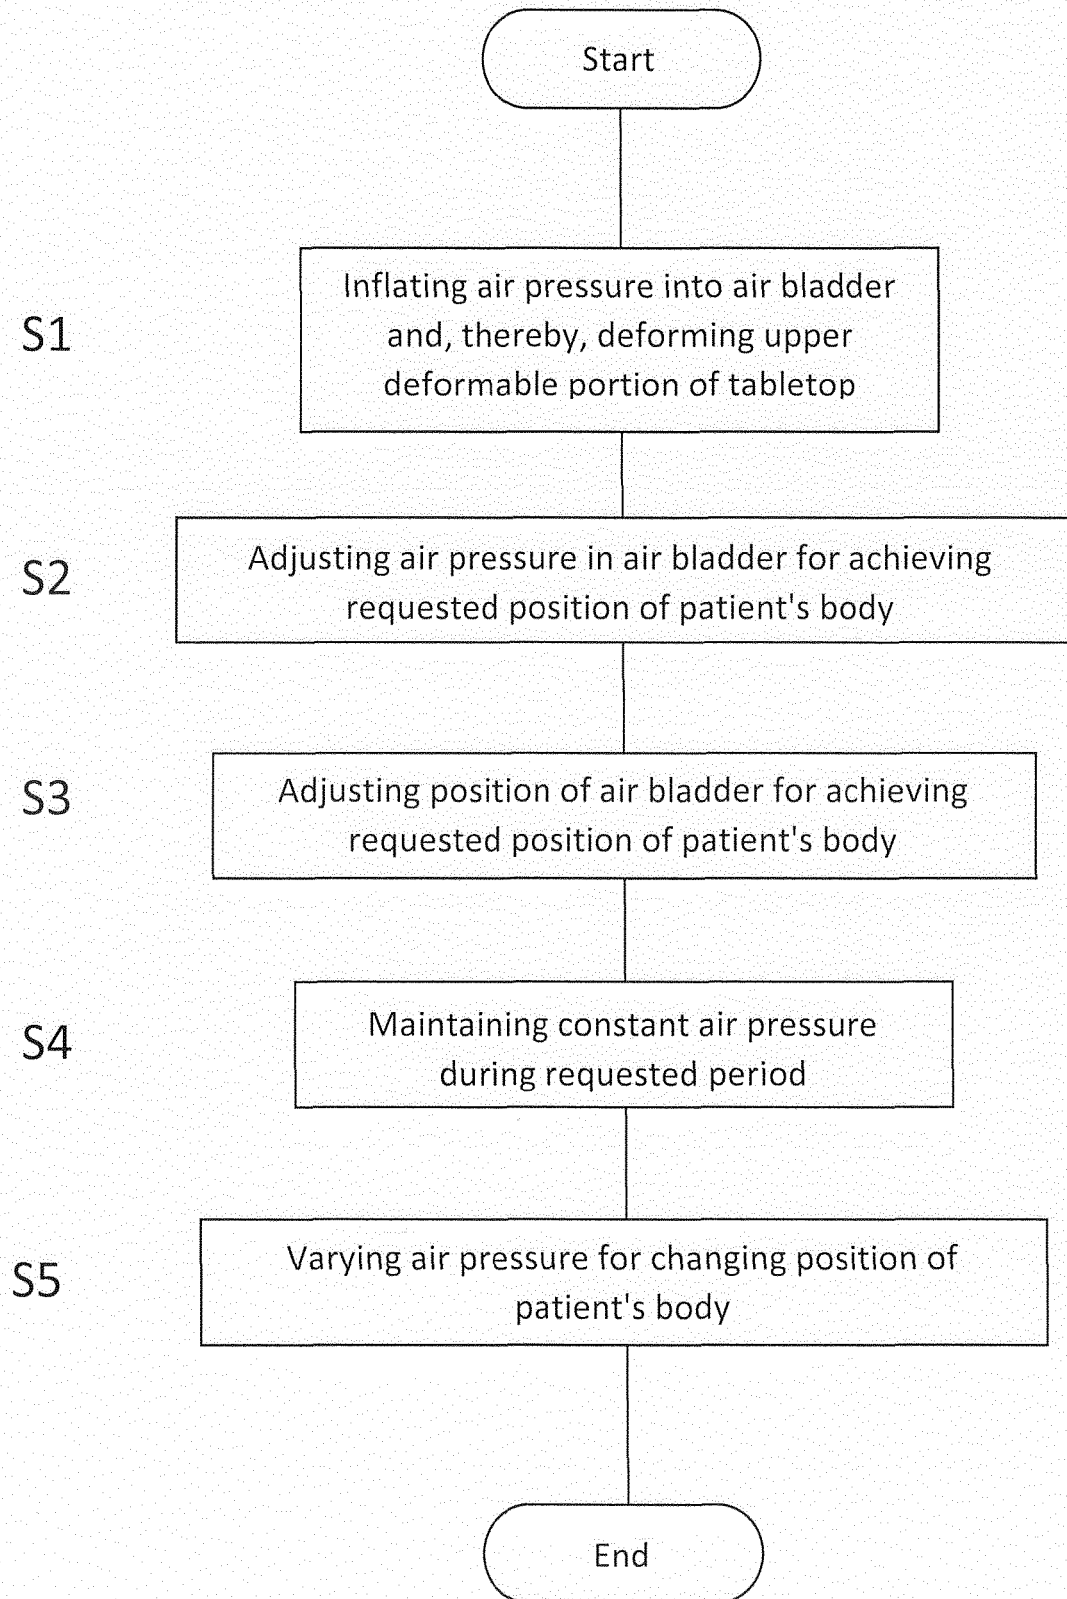 Start
S1
Inflating air pressure into air bladder
and, thereby, deforming upper
deformable portion of tabletop
S2
Adjusting air pressure in air bladder for achieving
requested position of patient's body
S3
Adjusting position of air bladder for achieving
requested position of patient's body
S4
Maintaining constant air pressure
during requested period
S5
Varying air pressure for changing position of
patient's body
End